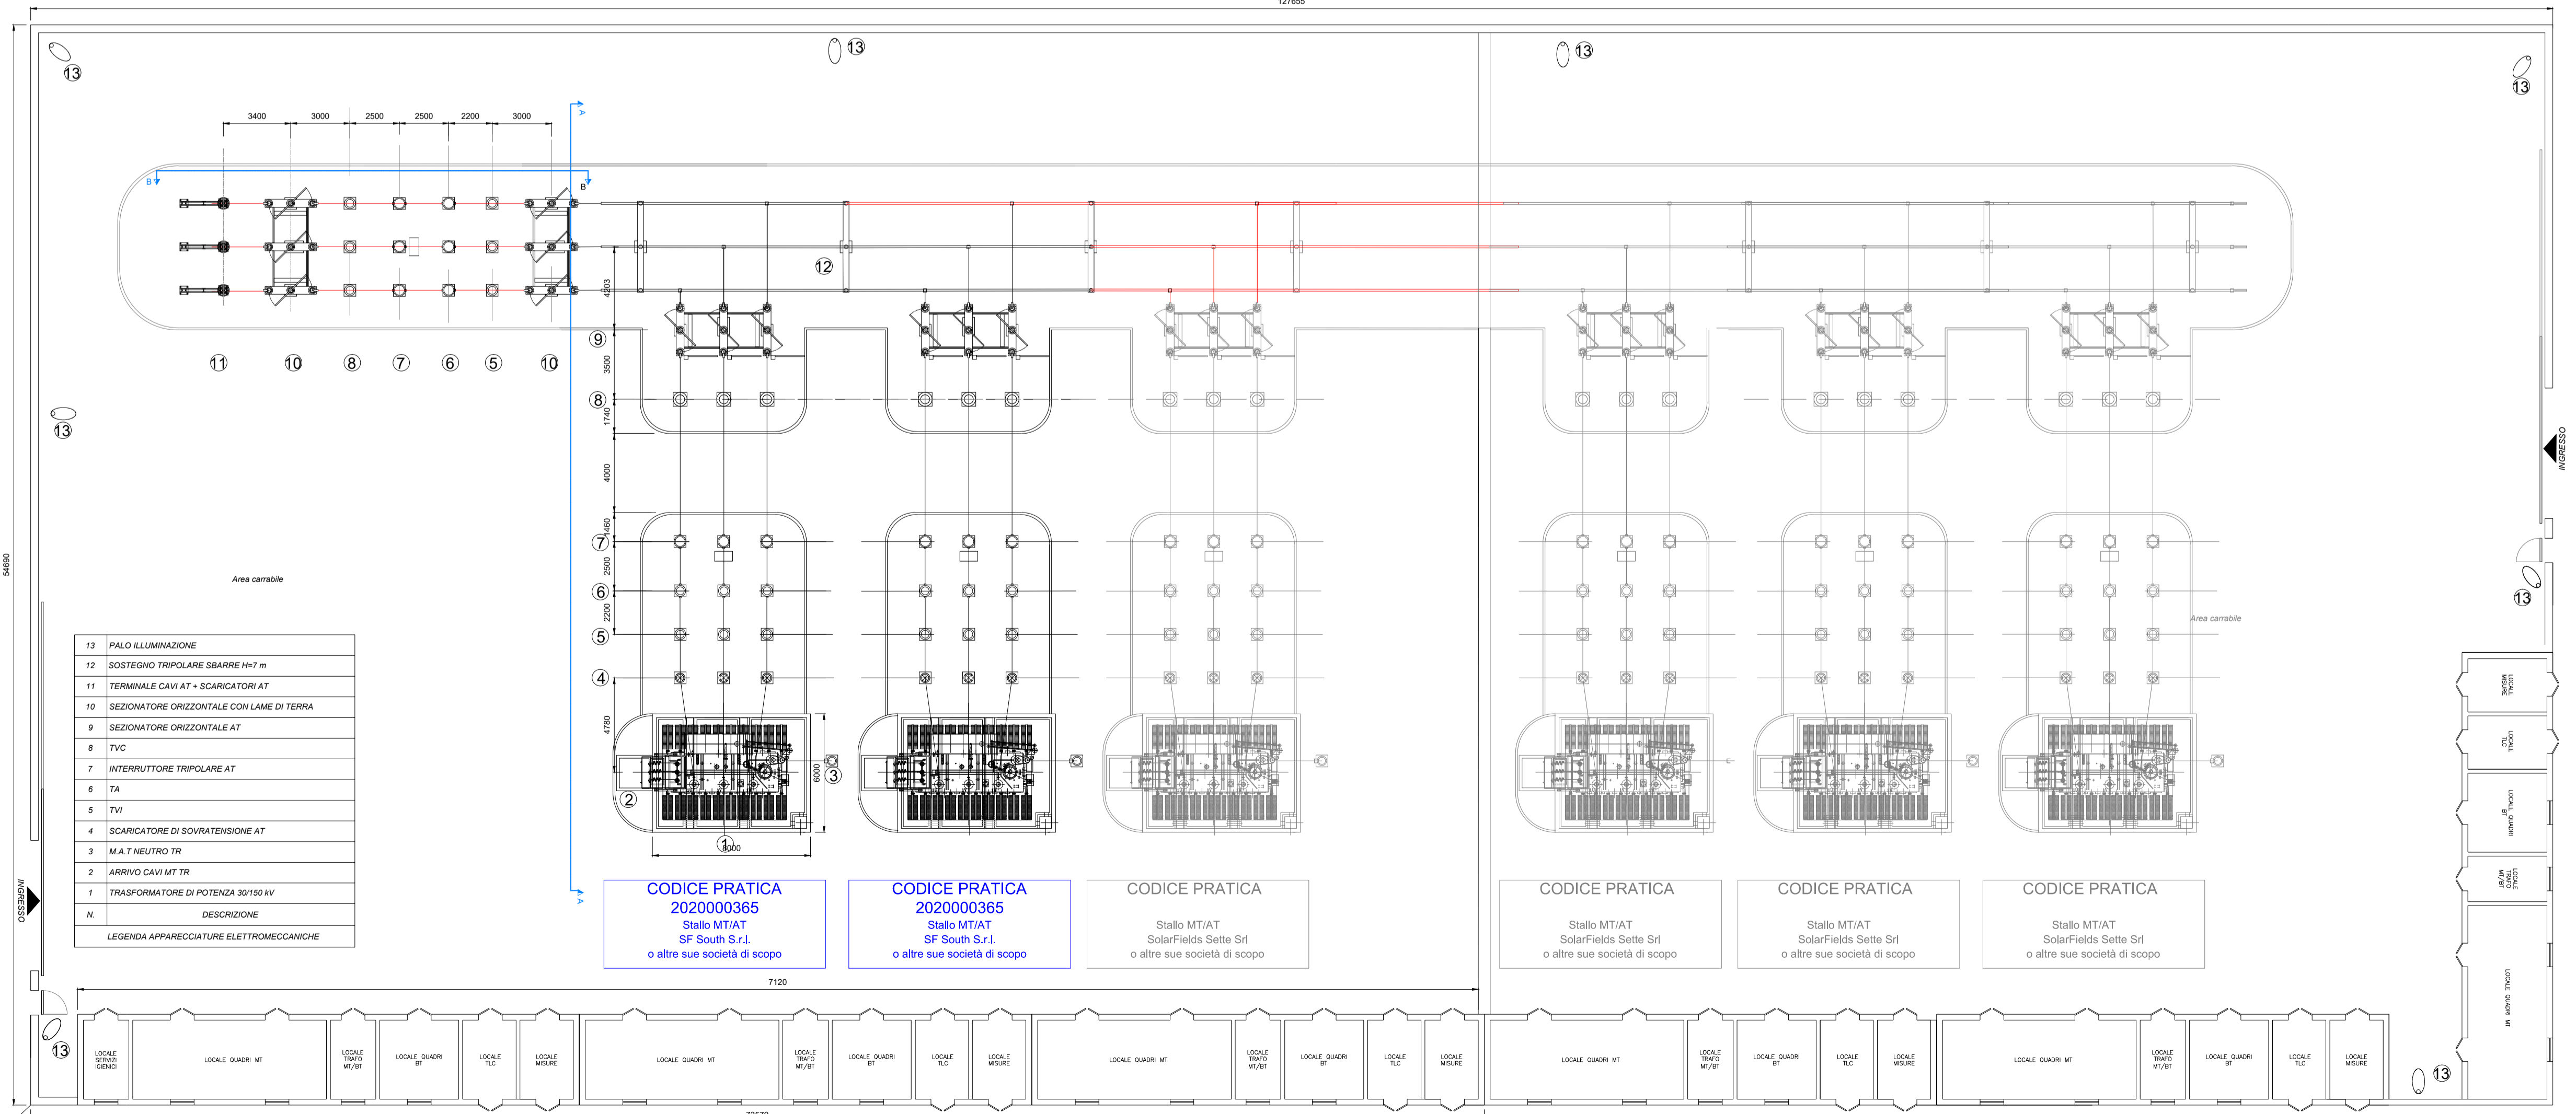 127655
13
13
13
13
A
3400
3000
2500
2500
2200
3000
B
B
12
4203
11
10
8
7
6
5
10
9
3500
8
1740
13
4000
INGRESSO
1460
7
2500
54690
Area carrabile
6
2200
13
Area carrabile
5
4
4780
13 PALO ILLUMINAZIONE
12 SOSTEGNO TRIPOLARE SBARRE H=7 m
11 TERMINALE CAVI AT + SCARICATORI AT
10 SEZIONATORE ORIZZONTALE CON LAME DI TERRA
9 SEZIONATORE ORIZZONTALE AT
8 TVC
7 INTERRUTTORE TRIPOLARE AT
6 TA
5 TVI
4 SCARICATORE DI SOVRATENSIONE AT
3 M.A.T NEUTRO TR
2 ARRIVO CAVI MT TR
1 TRASFORMATORE DI POTENZA 30/150 kV
N. DESCRIZIONE
LEGENDA APPARECCIATURE ELETTROMECCANICHE
INGRESSO
2
6000
3
1
8000
A
CODICE PRATICA
2020000365
Stallo MT/AT
SF South S.r.l.
o altre sue società di scopo
CODICE PRATICA
2020000365
Stallo MT/AT
SF South S.r.l.
o altre sue società di scopo
CODICE PRATICA
Stallo MT/AT
SolarFields Sette Srl
o altre sue società di scopo
CODICE PRATICA
Stallo MT/AT
SolarFields Sette Srl
o altre sue società di scopo
CODICE PRATICA
Stallo MT/AT
SolarFields Sette Srl
o altre sue società di scopo
CODICE PRATICA
Stallo MT/AT
SolarFields Sette Srl
o altre sue società di scopo
LOCALE
MISURE
LOCALE
TLC
LOCALE QUADRI
BT
LOCALE
TRAFO
MT/BT
LOCALE QUADRI MT
7120
13
LOCALE
SERVIZI
IGIENICI
LOCALE QUADRI MT
LOCALE
TRAFO
MT/BT
LOCALE QUADRI
BT
LOCALE
TLC
LOCALE
MISURE
LOCALE QUADRI MT
LOCALE
TRAFO
MT/BT
LOCALE QUADRI
BT
LOCALE
TLC
LOCALE
MISURE
LOCALE QUADRI MT
LOCALE
TRAFO
MT/BT
LOCALE QUADRI
BT
LOCALE
TLC
LOCALE
MISURE
LOCALE QUADRI MT
LOCALE
TRAFO
MT/BT
LOCALE QUADRI
BT
LOCALE
TLC
LOCALE
MISURE
LOCALE QUADRI MT
LOCALE
TRAFO
MT/BT
LOCALE QUADRI
BT
LOCALE
TLC
LOCALE
MISURE
13